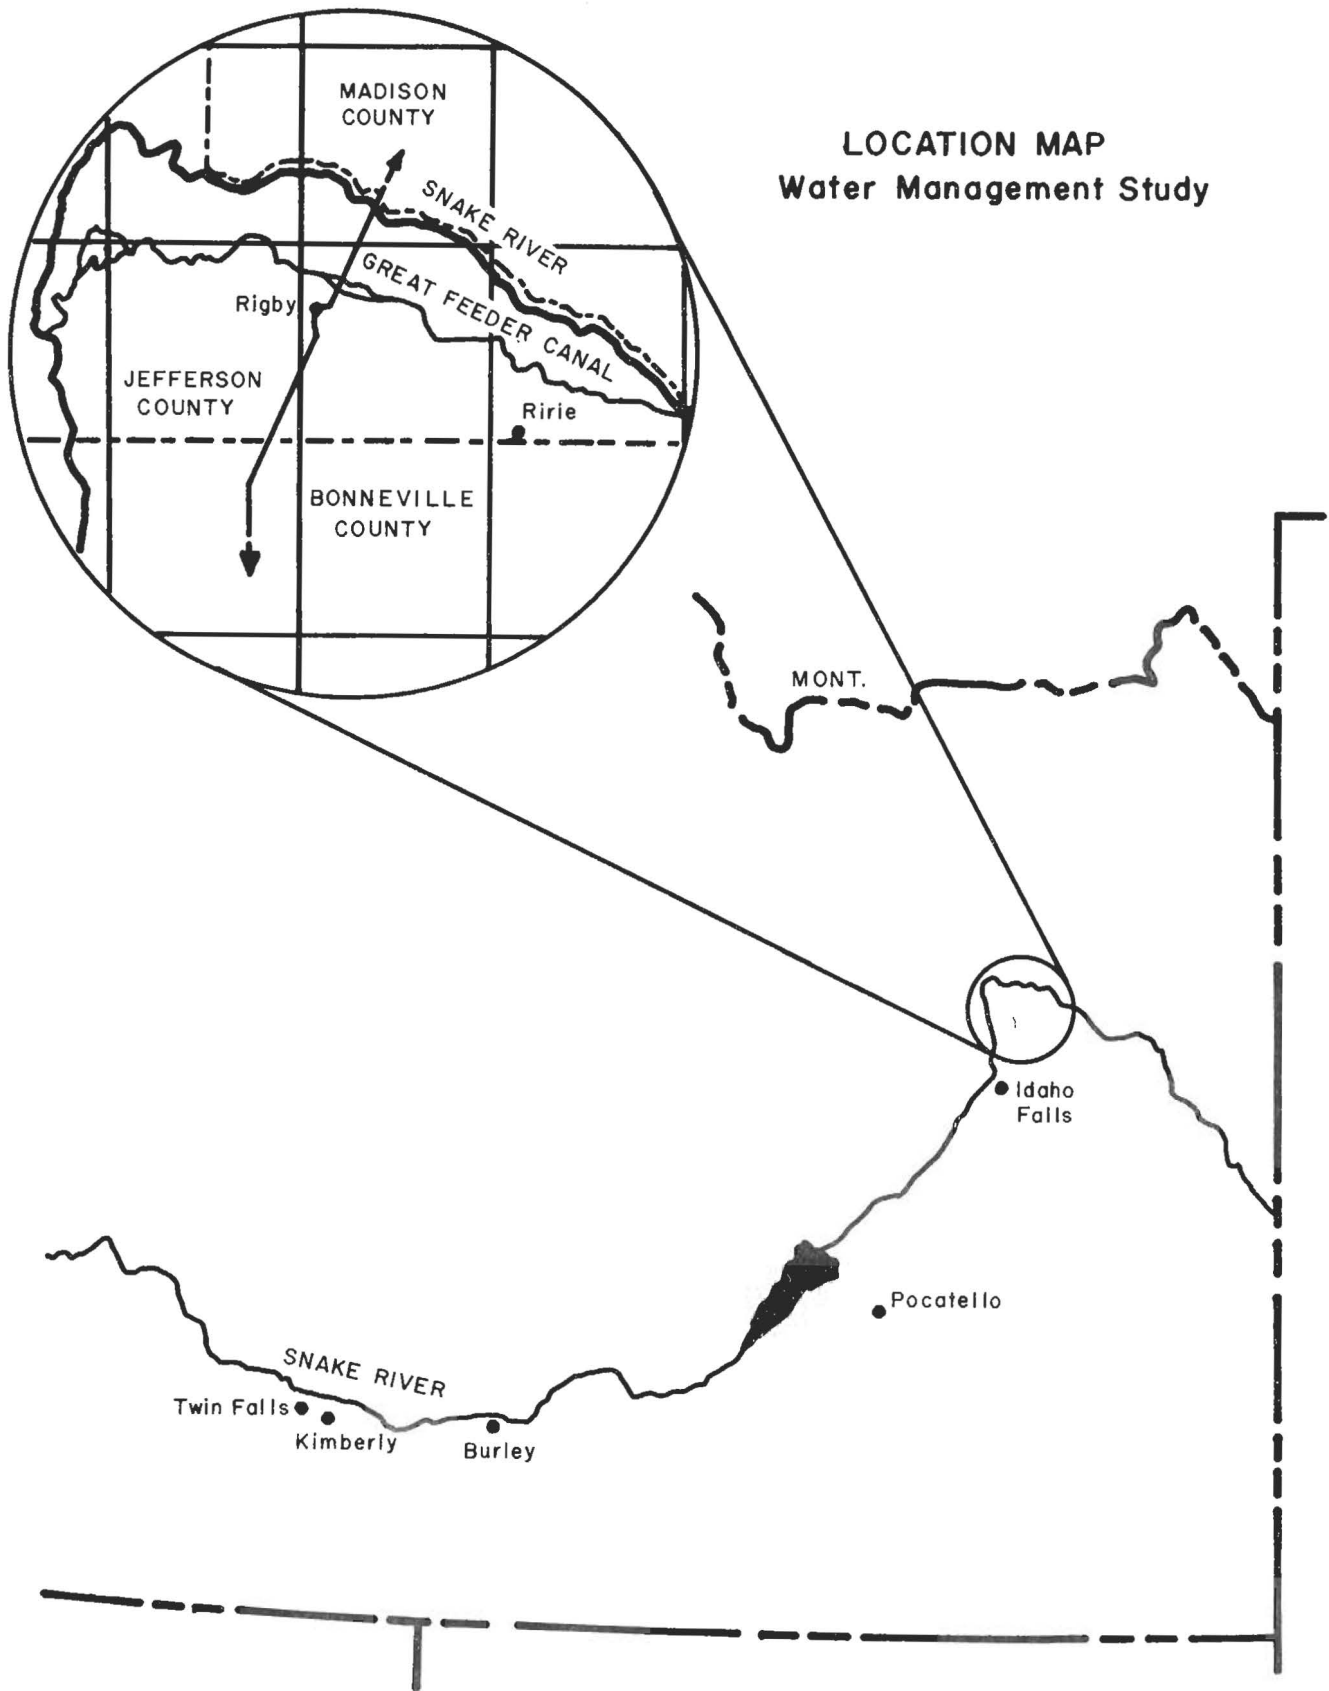 LOCATION MAP
Water Management Study
MADISON
COUNTY
SNAKE RIVER
GREAT FEEDER CANAL
Rigby
JEFFERSON
COUNTY
Ririe
BONNEVILLE
COUNTY
MONT.
Idaho
Falls
Pocatello
SNAKE RIVER
Twin Falls
Kimberly
Burley